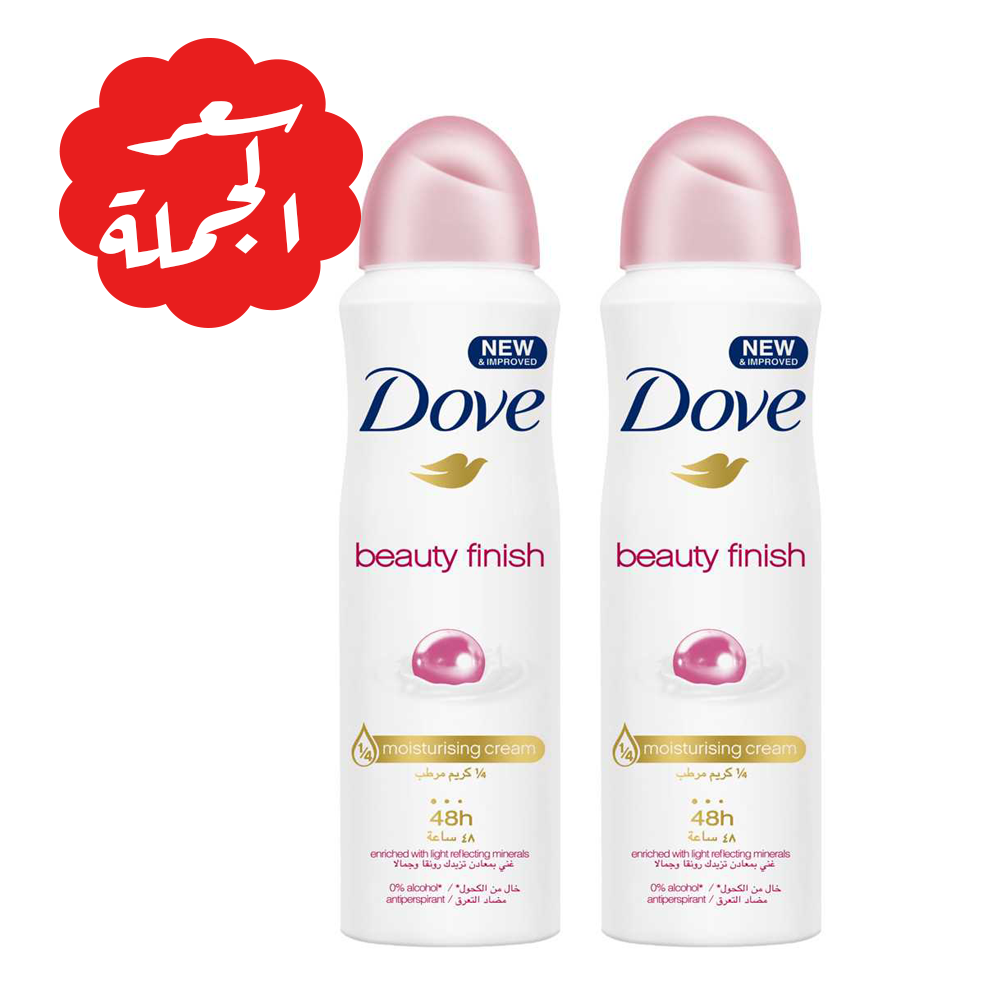 سعر
الجملة
NEW
& IMPROVED
Dove
beauty finish
1/4 moisturising cream
1/4 كريم مرطب
48h
٤٨ ساعة
enriched with light reflecting minerals
غني بمعادن تزيدك رونقا وجمالا
0% alcohol* / خال من الكحول*
antiperspirant / مضاد التعرق
NEW
& IMPROVED
Dove
beauty finish
1/4 moisturising cream
1/4 كريم مرطب
48h
٤٨ ساعة
enriched with light reflecting minerals
غني بمعادن تزيدك رونقا وجمالا
0% alcohol* / خال من الكحول*
antiperspirant / مضاد التعرق